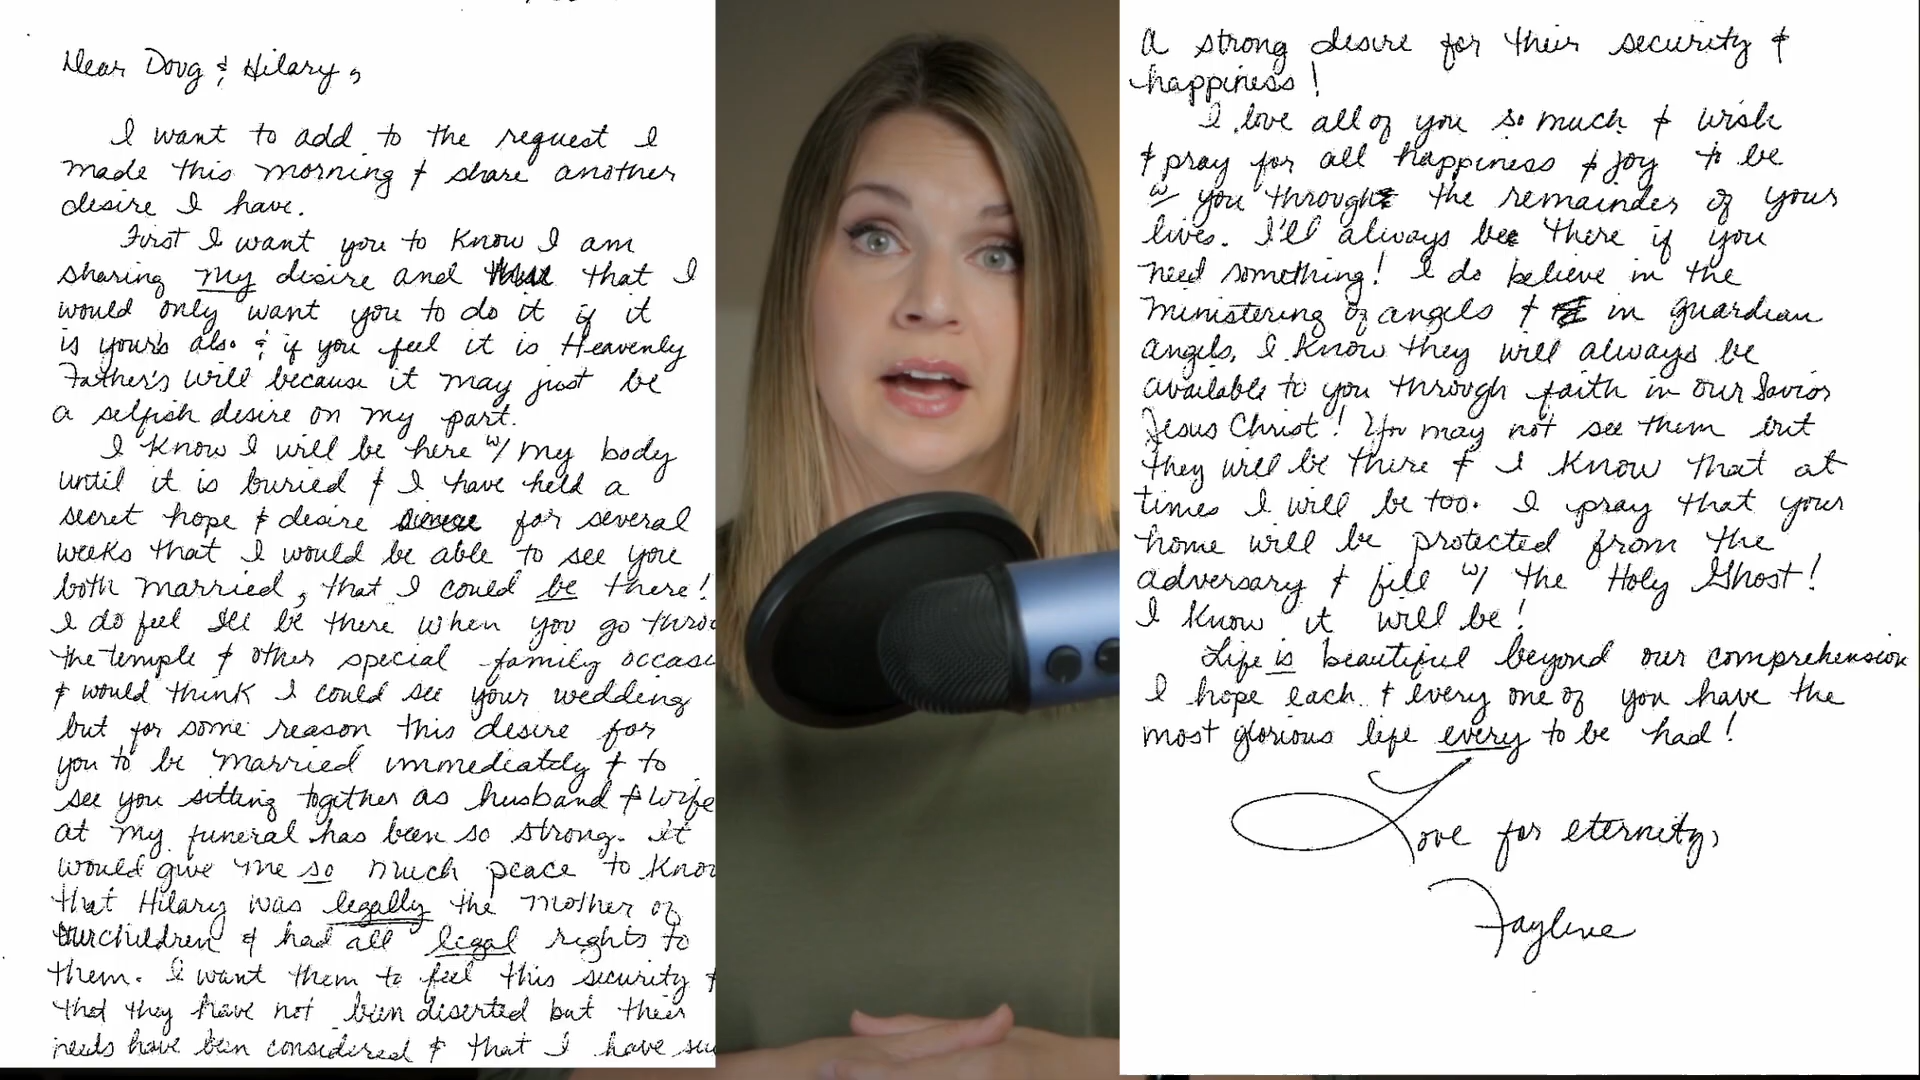 Dear Doug & Hilary,
I want to add to the request I
made this morning & share another
desire I have.
First I want you to know I am
sharing my desire and that I
would only want you to do it if it
is yours also & if you feel it is Heavenly
Father's will because it may just be
a selfish desire on my part.
I know I will be here w/ my body
until it is buried & I have held a
secret hope & desire for several
weeks that I would be able to see you
both married, that I could be there!
I do feel I'll be there when you go throu
the temple & other special family occasi
& would think I could see your wedding
but for some reason this desire for
you to be married immediately & to
see you sitting together as husband & wife
at my funeral has been so strong. It
would give me so much peace to know
that Hilary was legally the mother of
our children & had all legal rights to
them. I want them to feel this security &
that they have not been diserted but their
needs have been considered & that I have su
A strong desire for their security &
happiness!
I love all of you so much & wish
& pray for all happiness & joy to be
w/ you through the remainder of your
lives. I'll always be there if you
need something! I do believe in the
ministering of angels & in guardian
angels. I know they will always be
available to you through faith in our Savior
Jesus Christ! You may not see them but
they will be there & I know that at
times I will be too. I pray that your
home will be protected from the
adversary & fill w/ the Holy Ghost!
I know it will be!
Life is beautiful beyond our comprehension
I hope each & every one of you have the
most glorious life every to be had!
Love for eternity,
Faylene